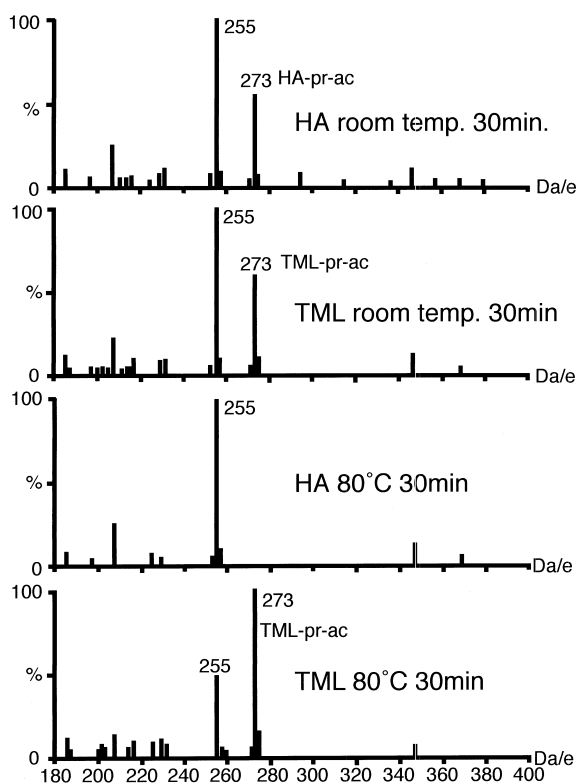 100
255
273 HA-pr-ac
%
HA room temp. 30min.
0
Da/e
100
255
273 TML-pr-ac
%
TML room temp. 30min
0
Da/e
100
255
%
HA 80°C 30min
0
Da/e
100
273
TML-pr-ac
255
%
TML 80°C 30min
0
Da/e
180 200 220 240 260 280 300 320 340 360 380 400